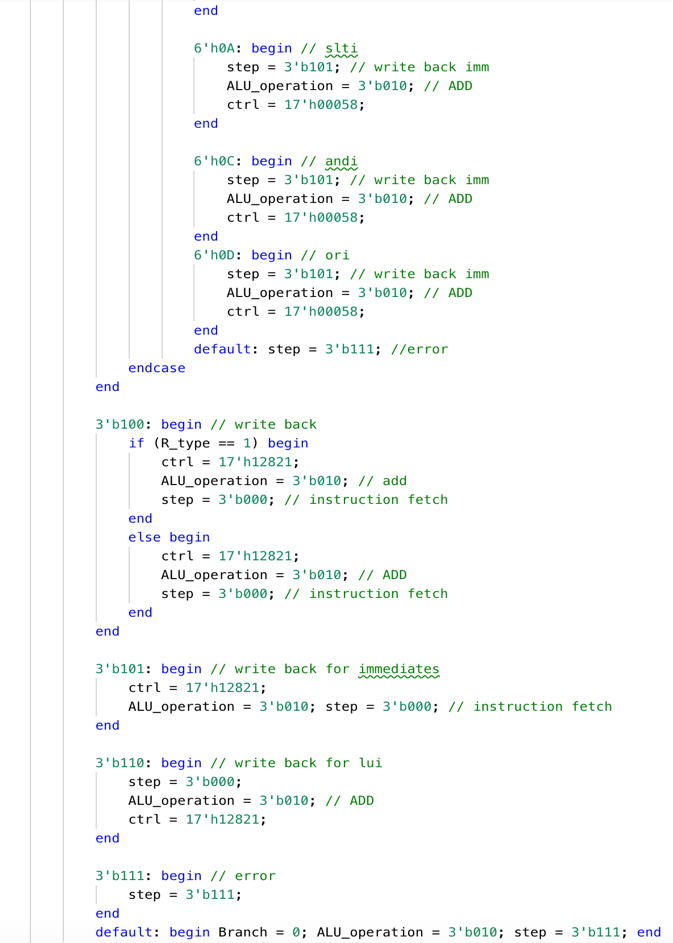 end
6'h0A: begin // slti
step = 3'b101; // write back imm
ALU_operation = 3'b010; // ADD
ctrl = 17'h00058;
end
6'h0C: begin // andi
step = 3'b101; // write back imm
ALU_operation = 3'b010; // ADD
ctrl = 17'h00058;
end
6'h0D: begin // ori
step = 3'b101; // write back imm
ALU_operation = 3'b010; // ADD
ctrl = 17'h00058;
end
default: step = 3'b111; //error
endcase
end
3'b100: begin // write back
if (R_type == 1) begin
ctrl = 17'h12821;
ALU_operation = 3'b010; // add
step = 3'b000; // instruction fetch
end
else begin
ctrl = 17'h12821;
ALU_operation = 3'b010; // ADD
step = 3'b000; // instruction fetch
end
end
3'b101: begin // write back for immediates
ctrl = 17'h12821;
ALU_operation = 3'b010; step = 3'b000; // instruction fetch
end
3'b110: begin // write back for lui
step = 3'b000;
ALU_operation = 3'b010; // ADD
ctrl = 17'h12821;
end
3'b111: begin // error
step = 3'b111;
end
default: begin Branch = 0; ALU_operation = 3'b010; step = 3'b111; end